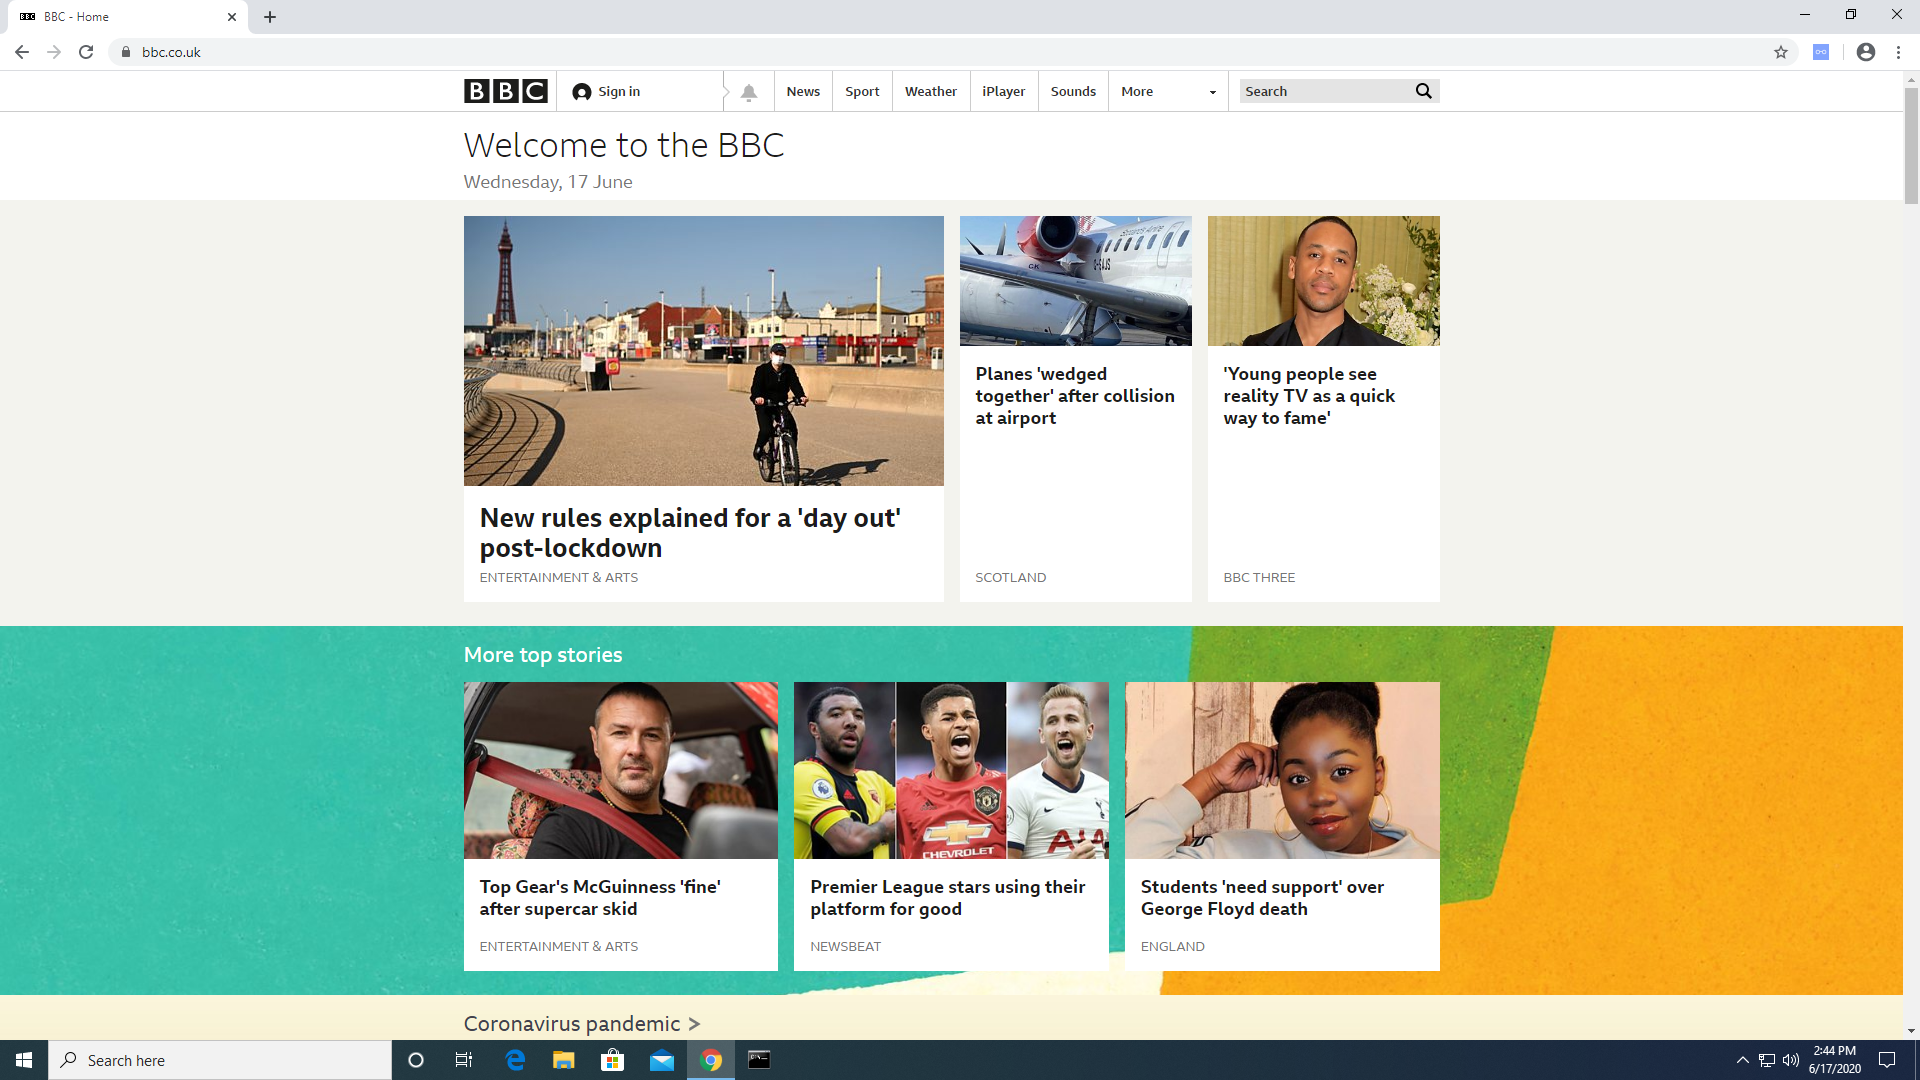 BBC - Home
bbc.co.uk
BBC
Sign in
News
Sport
Weather
iPlayer
Sounds
More
Search
Welcome to the BBC
Wednesday, 17 June
CK
G-SAJS
New rules explained for a 'day out'
post-lockdown
ENTERTAINMENT & ARTS
Planes 'wedged
together' after collision
at airport
SCOTLAND
'Young people see
reality TV as a quick
way to fame'
BBC THREE
More top stories
CHEVROLET
AIA
Top Gear's McGuinness 'fine'
after supercar skid
ENTERTAINMENT & ARTS
Premier League stars using their
platform for good
NEWSBEAT
Students 'need support' over
George Floyd death
ENGLAND
Coronavirus pandemic >
Search here
2:44 PM
6/17/2020